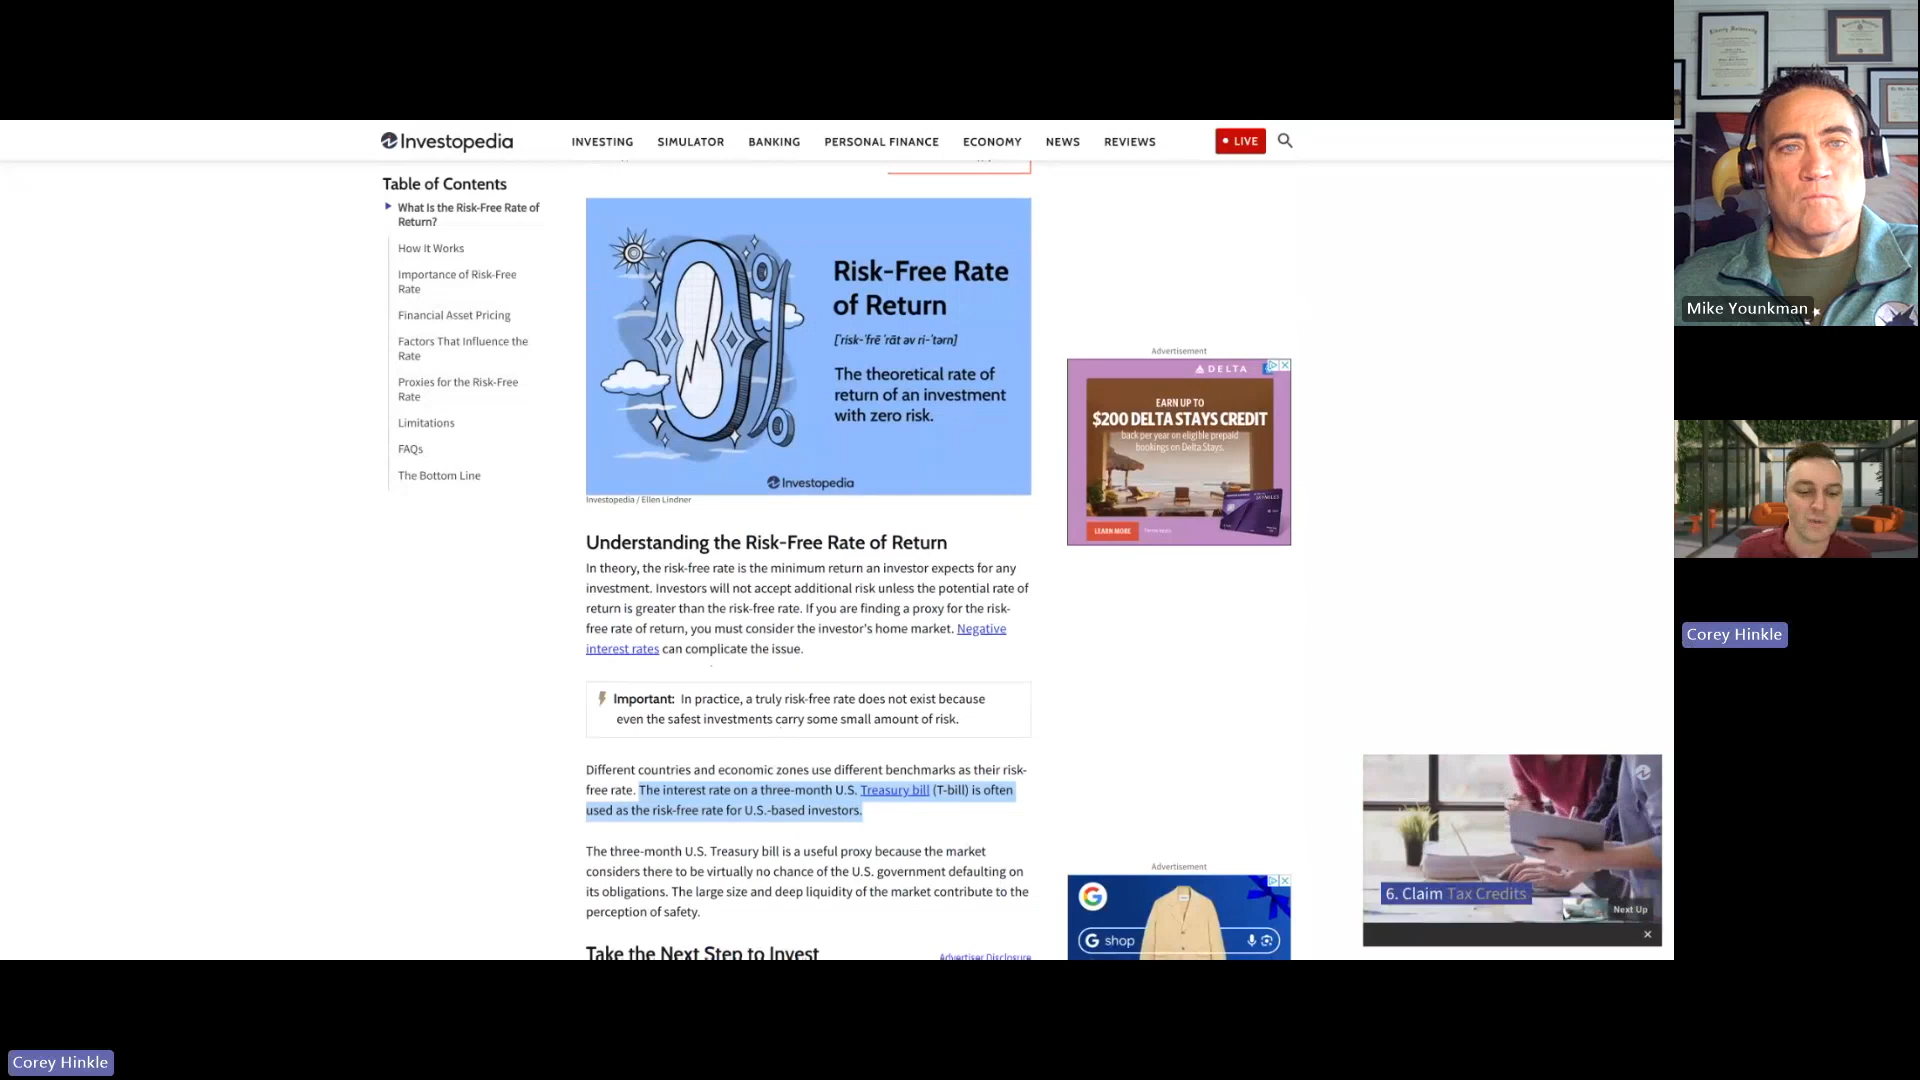 Investopedia
INVESTING
SIMULATOR
BANKING
PERSONAL FINANCE
ECONOMY
NEWS
REVIEWS
LIVE
Table of Contents
What Is the Risk-Free Rate of
Return?
How It Works
Importance of Risk-Free
Rate
Financial Asset Pricing
Factors That Influence the
Rate
Proxies for the Risk-Free
Rate
Limitations
FAQs
The Bottom Line
Risk-Free Rate
of Return
['risk-'frē 'rāt əv ri-'tərn]
The theoretical rate of
return of an investment
with zero risk.
Investopedia
Investopedia / Ellen Lindner
Understanding the Risk-Free Rate of Return
In theory, the risk-free rate is the minimum return an investor expects for any
investment. Investors will not accept additional risk unless the potential rate of
return is greater than the risk-free rate. If you are finding a proxy for the risk-
free rate of return, you must consider the investor's home market. Negative
interest rates can complicate the issue.
Important: In practice, a truly risk-free rate does not exist because
even the safest investments carry some small amount of risk.
Different countries and economic zones use different benchmarks as their risk-
free rate. The interest rate on a three-month U.S. Treasury bill (T-bill) is often
used as the risk-free rate for U.S.-based investors.
The three-month U.S. Treasury bill is a useful proxy because the market
considers there to be virtually no chance of the U.S. government defaulting on
its obligations. The large size and deep liquidity of the market contribute to the
perception of safety.
Take the Next Step to Invest
Advertiser Disclosure
Advertisement
DELTA
EARN UP TO
$200 DELTA STAYS CREDIT
back per year on eligible prepaid
bookings on Delta Stays.
LEARN MORE
Terms apply.
Advertisement
G shop
6. Claim Tax Credits
Next Up
Liberty University
Mike Younkman
Corey Hinkle
Corey Hinkle